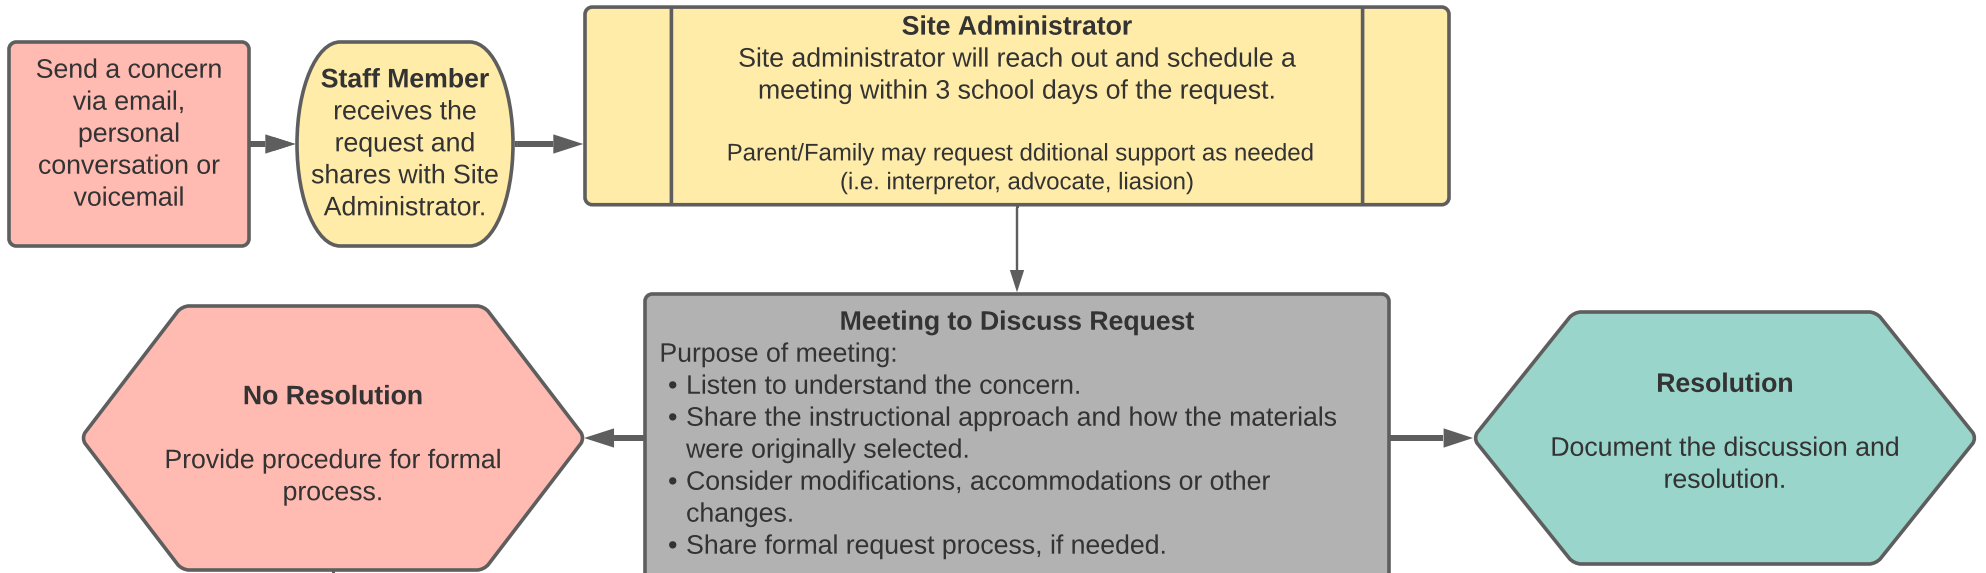 Send a concern
via email,
personal
conversation or
voicemail
Staff Member
receives the
request and
shares with Site
Administrator.
Site Administrator
Site administrator will reach out and schedule a
meeting within 3 school days of the request.
Parent/Family may request dditional support as needed
(i.e. interpretor, advocate, liasion)
No Resolution
Provide procedure for formal
process.
Meeting to Discuss Request
Purpose of meeting:
• Listen to understand the concern.
• Share the instructional approach and how the materials
were originally selected.
• Consider modifications, accommodations or other
changes.
• Share formal request process, if needed.
Resolution
Document the discussion and
resolution.